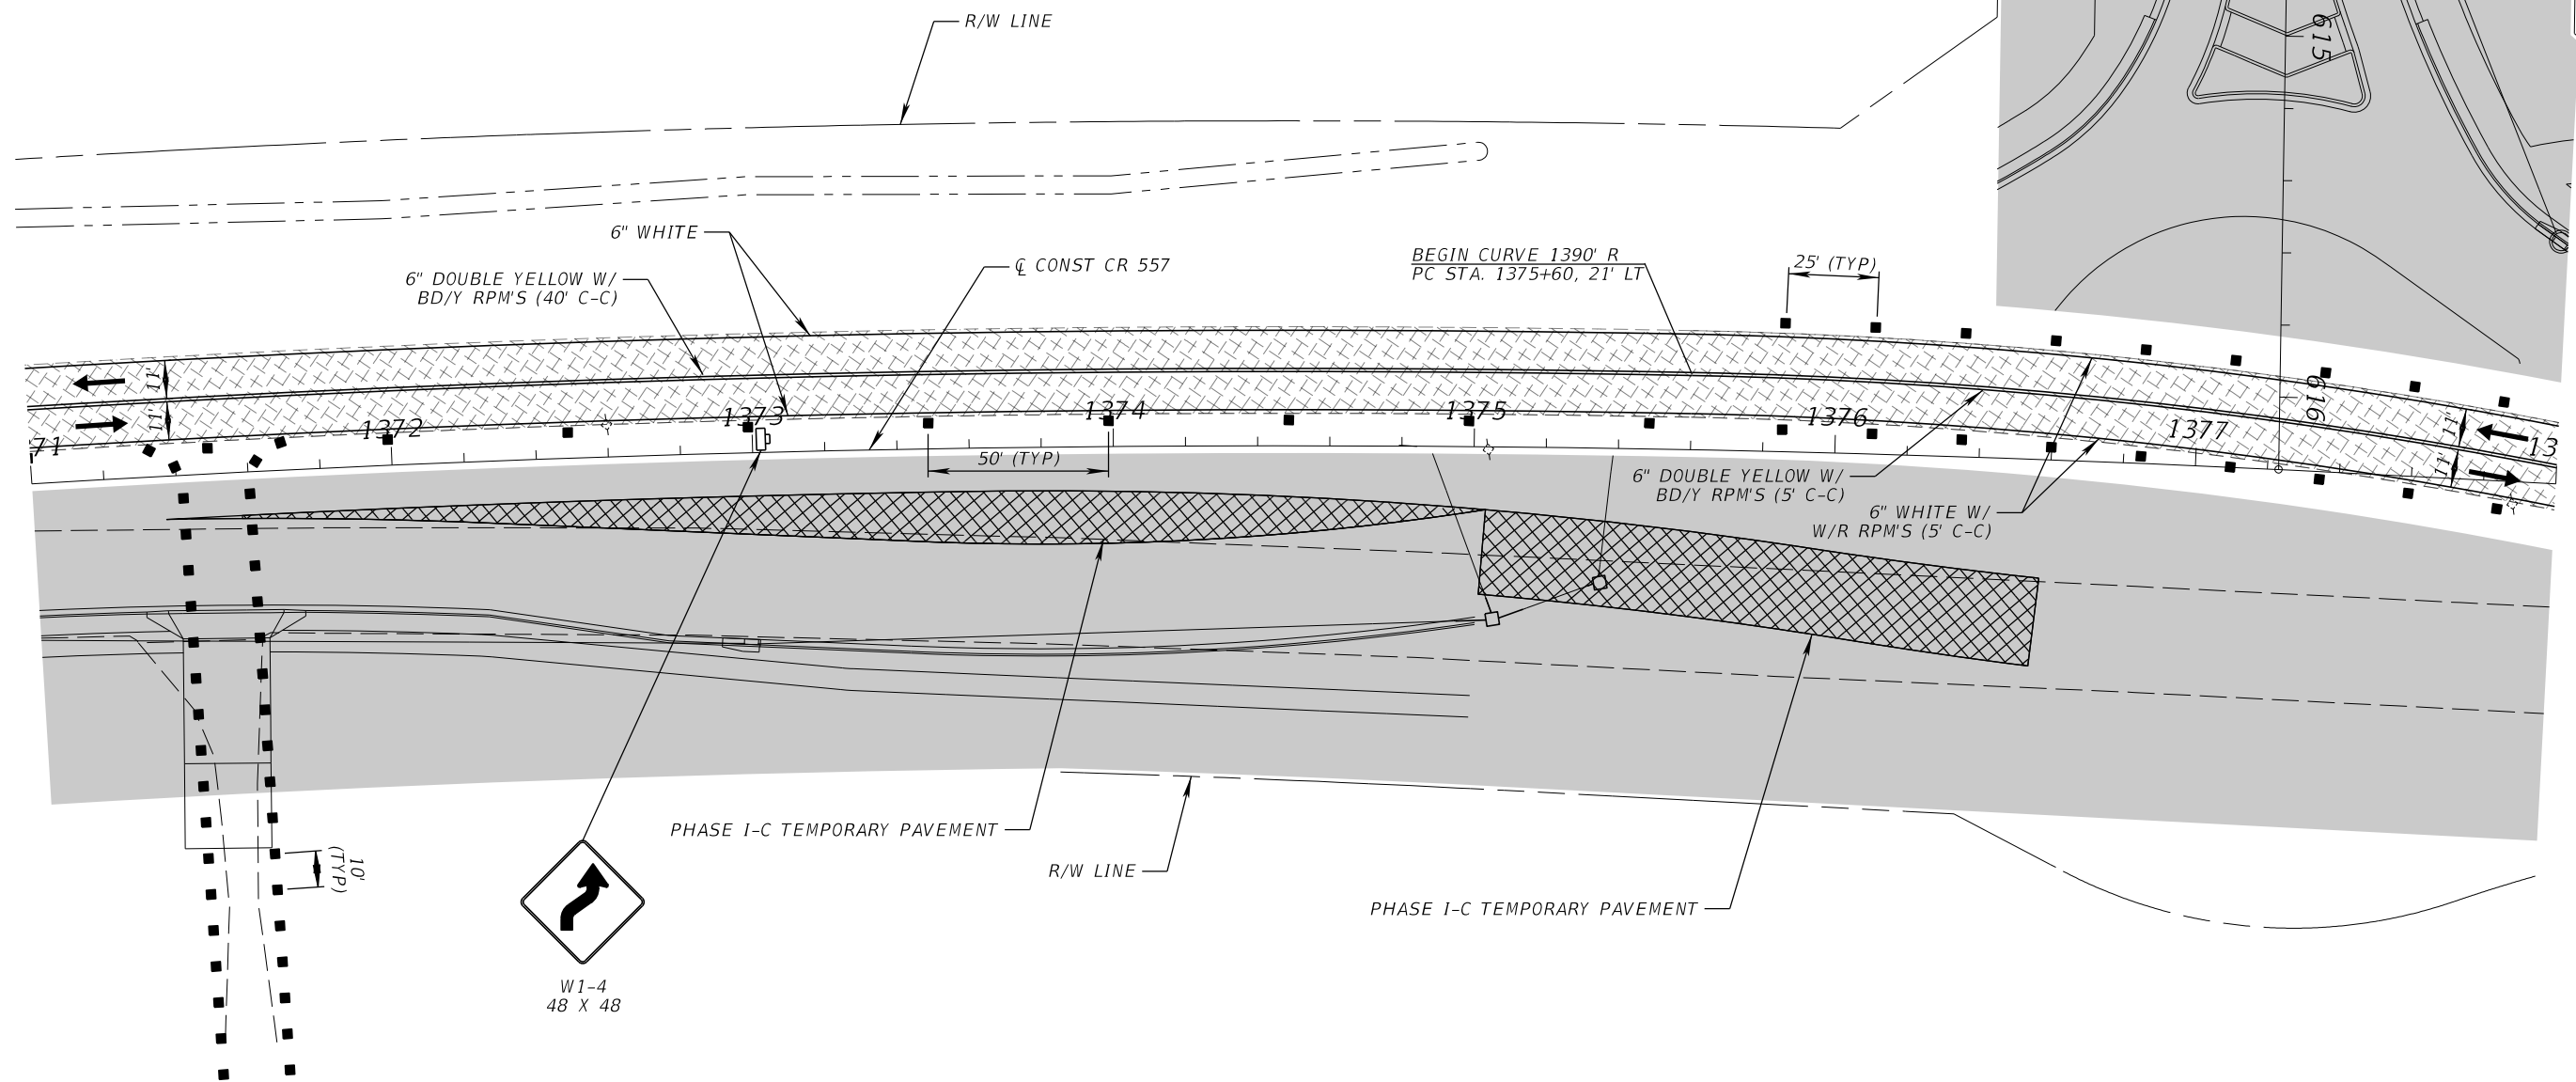 R/W LINE
615
6" WHITE
6" DOUBLE YELLOW W/
BD/Y RPM'S (40' C-C)
℄ CONST CR 557
BEGIN CURVE 1390' R
PC STA. 1375+60, 21' LT
25' (TYP)
11'
11'
71
1372
1373
1374
1375
1376
1377
616
11'
11'
13
50' (TYP)
6" DOUBLE YELLOW W/
BD/Y RPM'S (5' C-C)
6" WHITE W/
W/R RPM'S (5' C-C)
PHASE I-C TEMPORARY PAVEMENT
R/W LINE
PHASE I-C TEMPORARY PAVEMENT
10'
(TYP)
W1-4
48 X 48